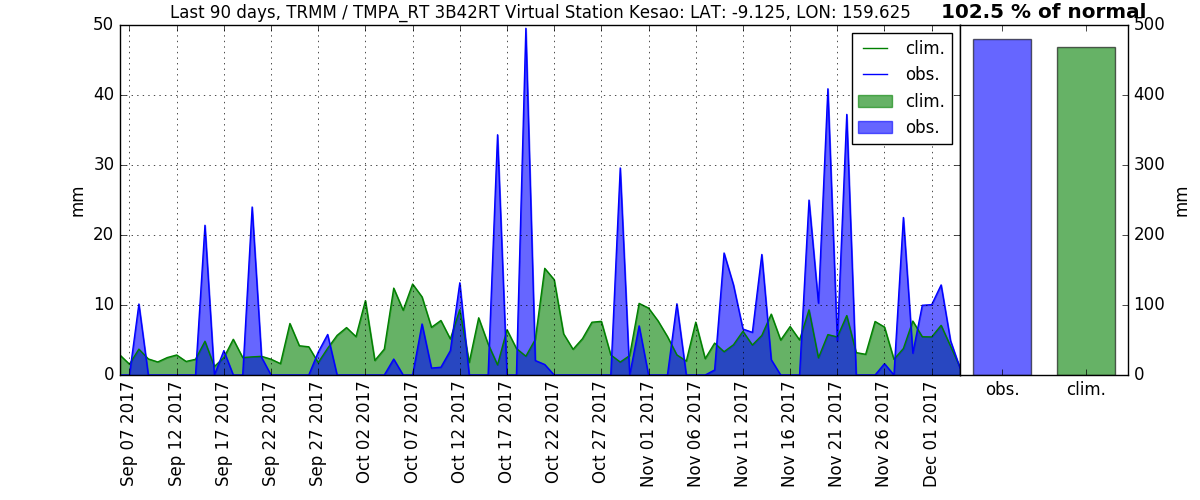 Last 90 days, TRMM / TMPA_RT 3B42RT Virtual Station Kesao: LAT: -9.125, LON: 159.625
102.5 % of normal
50
40
30
20
10
0
mm
clim.
obs.
clim.
obs.
500
400
300
200
100
0
mm
Sep 07 2017
Sep 12 2017
Sep 17 2017
Sep 22 2017
Sep 27 2017
Oct 02 2017
Oct 07 2017
Oct 12 2017
Oct 17 2017
Oct 22 2017
Oct 27 2017
Nov 01 2017
Nov 06 2017
Nov 11 2017
Nov 16 2017
Nov 21 2017
Nov 26 2017
Dec 01 2017
obs.
clim.